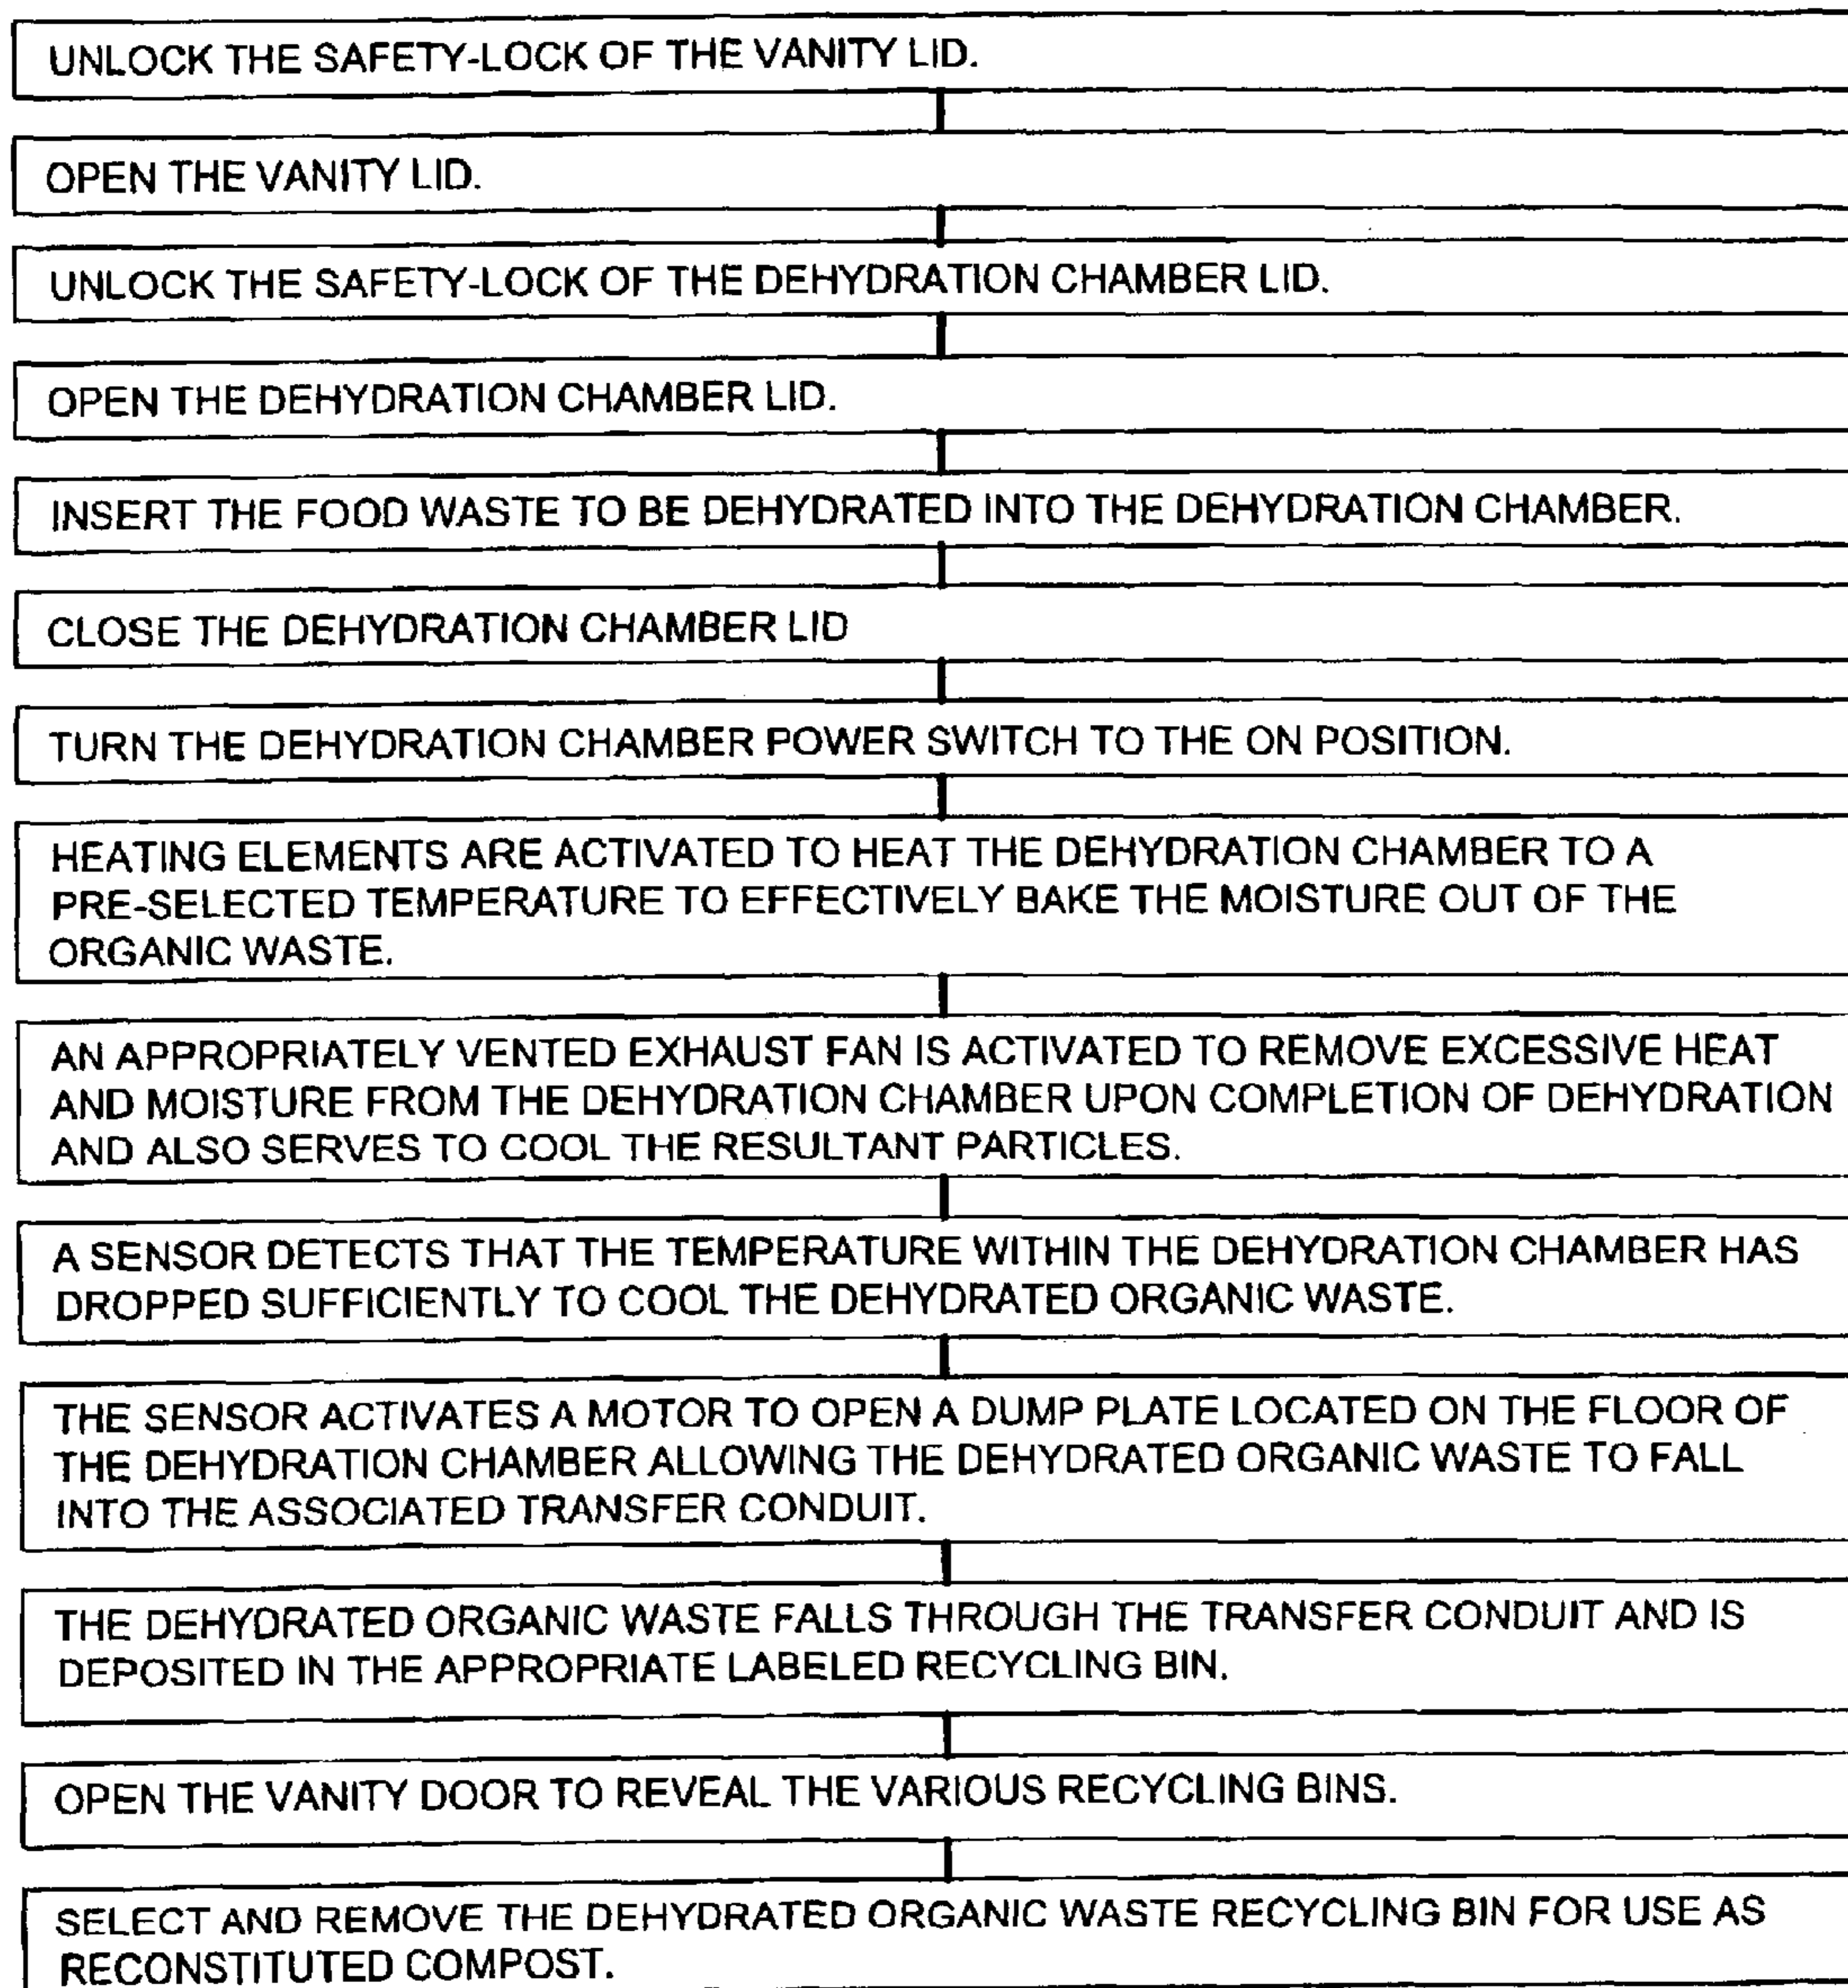 UNLOCK THE SAFETY-LOCK OF THE VANITY LID.
OPEN THE VANITY LID.
UNLOCK THE SAFETY-LOCK OF THE DEHYDRATION CHAMBER LID.
OPEN THE DEHYDRATION CHAMBER LID.
INSERT THE FOOD WASTE TO BE DEHYDRATED INTO THE DEHYDRATION CHAMBER.
CLOSE THE DEHYDRATION CHAMBER LID
TURN THE DEHYDRATION CHAMBER POWER SWITCH TO THE ON POSITION.
HEATING ELEMENTS ARE ACTIVATED TO HEAT THE DEHYDRATION CHAMBER TO A
PRE-SELECTED TEMPERATURE TO EFFECTIVELY BAKE THE MOISTURE OUT OF THE
ORGANIC WASTE.
AN APPROPRIATELY VENTED EXHAUST FAN IS ACTIVATED TO REMOVE EXCESSIVE HEAT
AND MOISTURE FROM THE DEHYDRATION CHAMBER UPON COMPLETION OF DEHYDRATION
AND ALSO SERVES TO COOL THE RESULTANT PARTICLES.
A SENSOR DETECTS THAT THE TEMPERATURE WITHIN THE DEHYDRATION CHAMBER HAS
DROPPED SUFFICIENTLY TO COOL THE DEHYDRATED ORGANIC WASTE.
THE SENSOR ACTIVATES A MOTOR TO OPEN A DUMP PLATE LOCATED ON THE FLOOR OF
THE DEHYDRATION CHAMBER ALLOWING THE DEHYDRATED ORGANIC WASTE TO FALL
INTO THE ASSOCIATED TRANSFER CONDUIT.
THE DEHYDRATED ORGANIC WASTE FALLS THROUGH THE TRANSFER CONDUIT AND IS
DEPOSITED IN THE APPROPRIATE LABELED RECYCLING BIN.
OPEN THE VANITY DOOR TO REVEAL THE VARIOUS RECYCLING BINS.
SELECT AND REMOVE THE DEHYDRATED ORGANIC WASTE RECYCLING BIN FOR USE AS
RECONSTITUTED COMPOST.